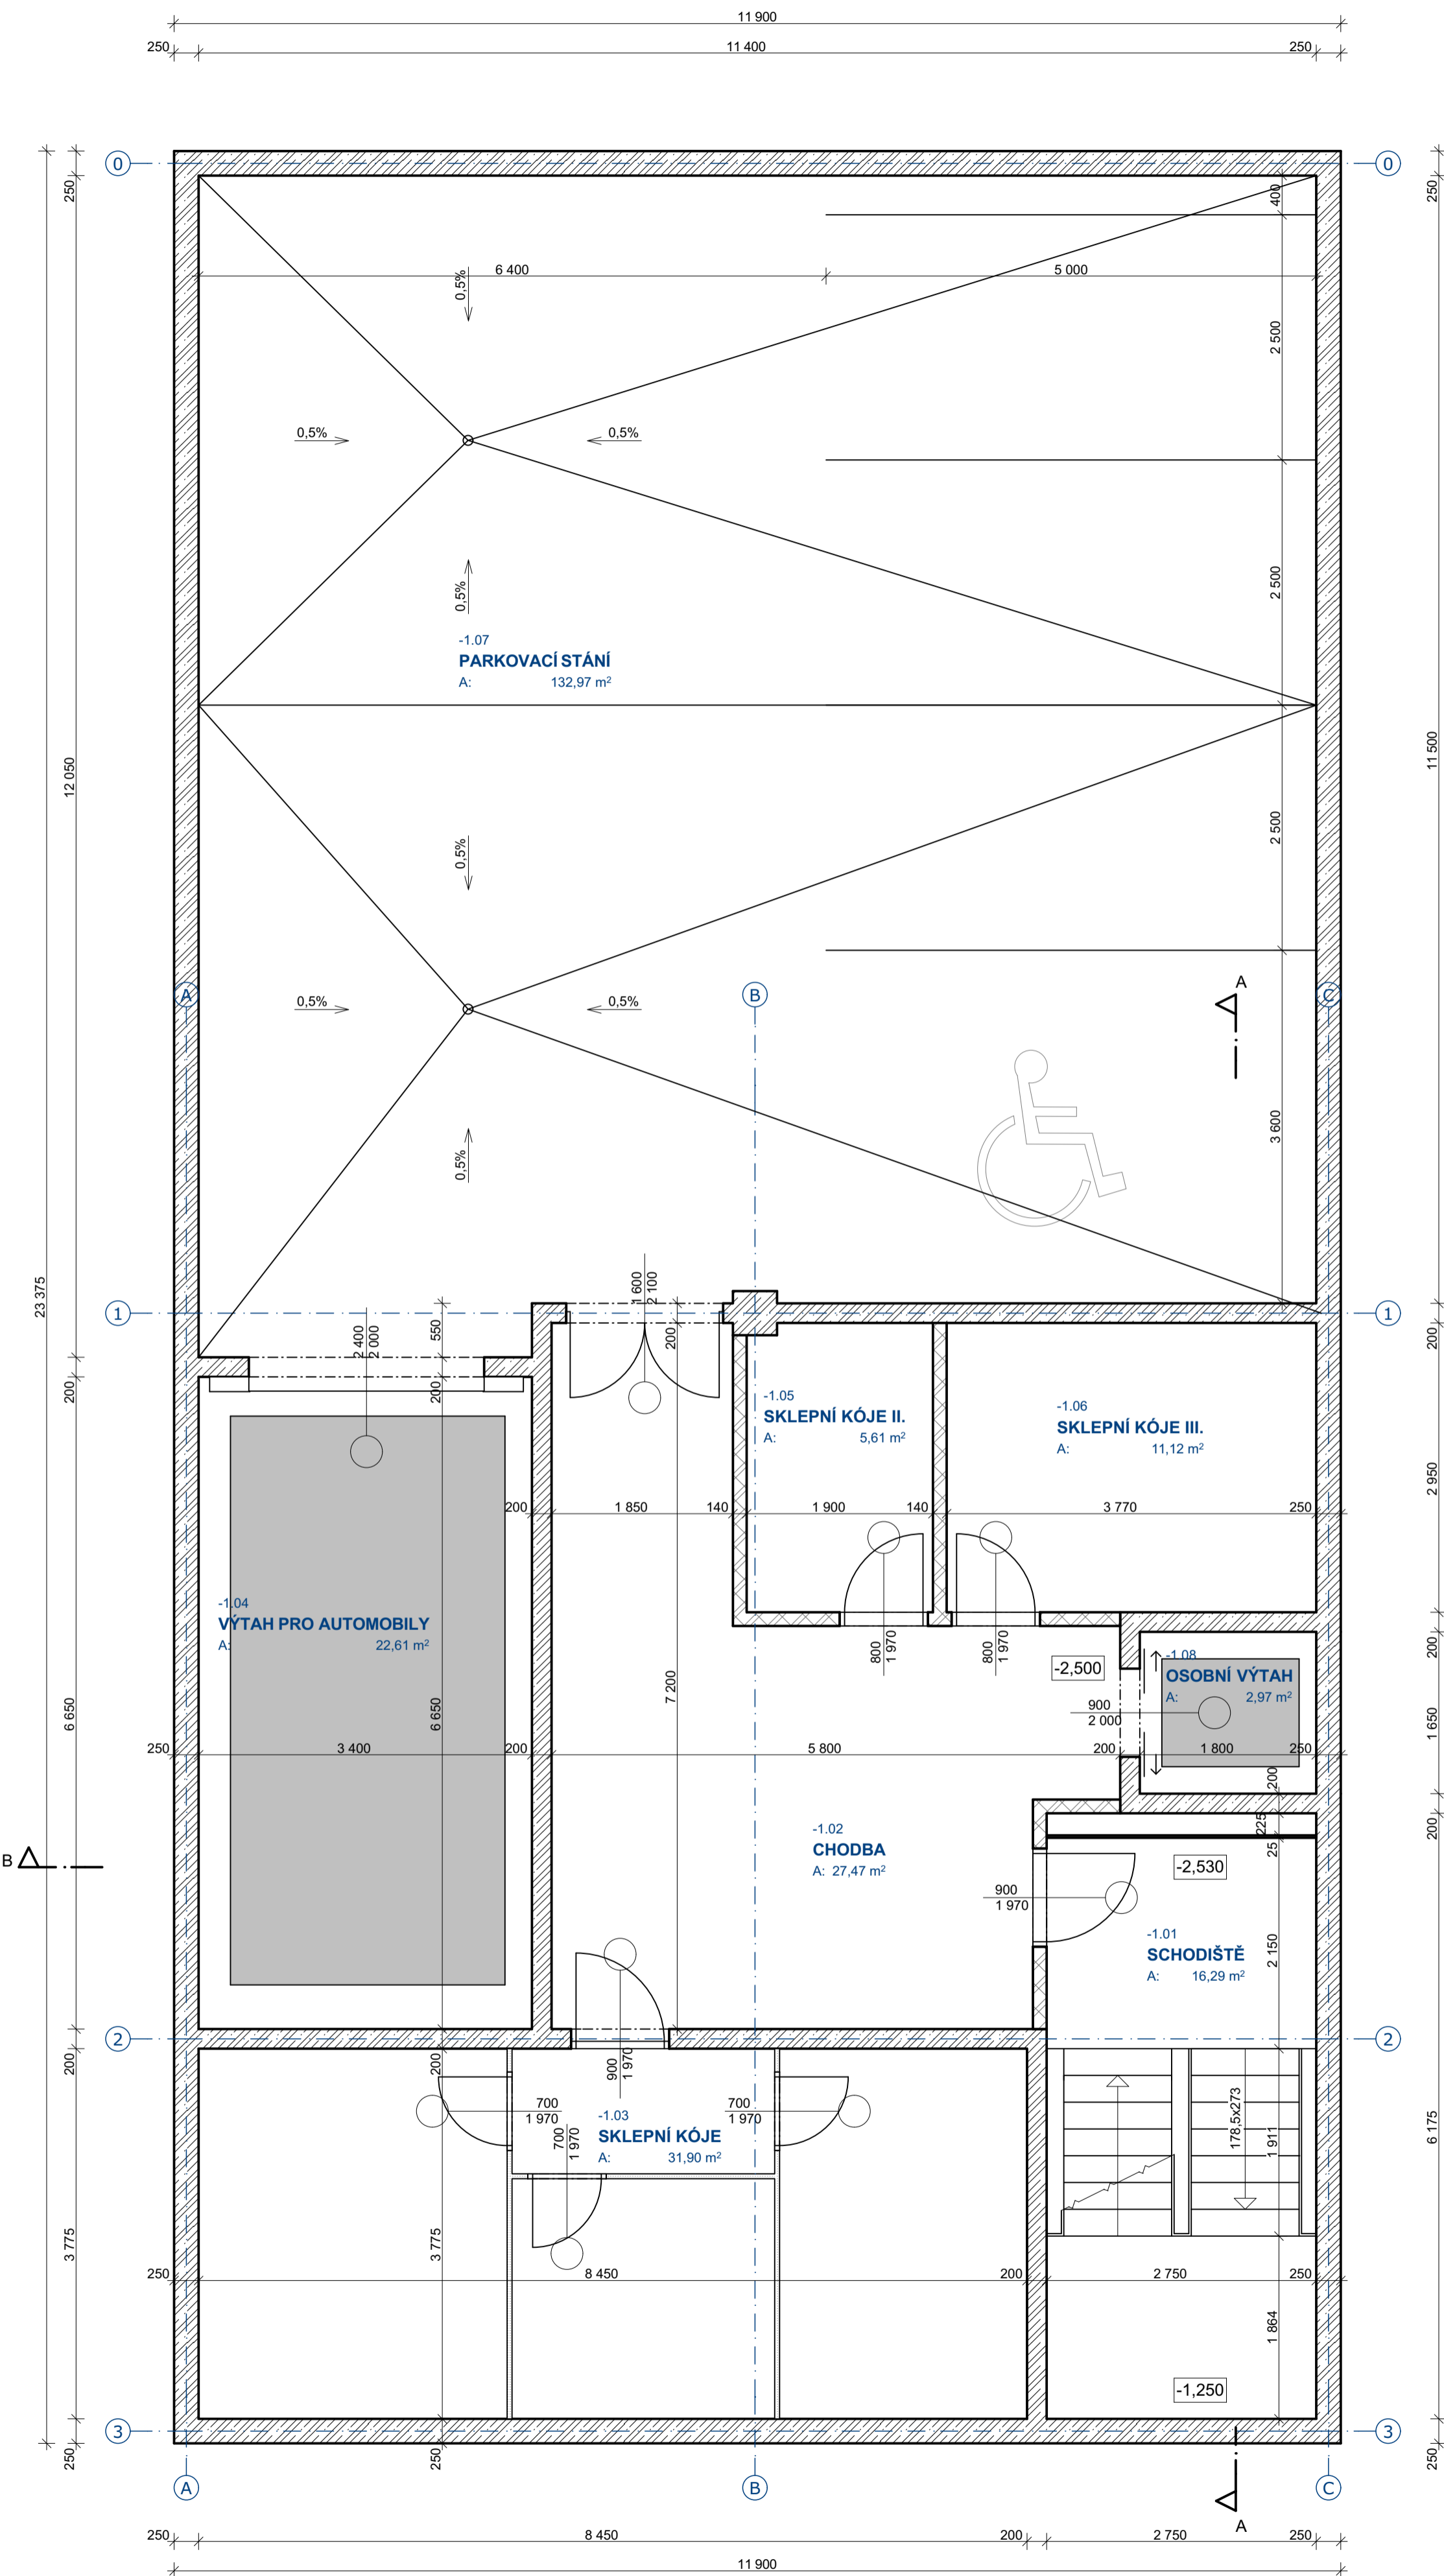 11 900
250 11 400 250
0 0
250 400 250
6 400 5 000
0,5%
2 500
0,5% 0,5%
0,5%
2 500
-1.07
PARKOVACÍ STÁNÍ
A: 132,97 m²
12 050 11 500
0,5%
2 500
A B C
A
0,5% 0,5%
0,5%
3 600
23 375
1 1
1 600
2 100
2 400
2 000
550
200
200
200
200
-1.05
SKLEPNÍ KÓJE II.
A: 5,61 m²
-1.06
SKLEPNÍ KÓJE III.
A: 11,12 m²
2 950
200 1 850 140 1 900 140 3 770 250
-1.04
VÝTAH PRO AUTOMOBILY
A: 22,61 m²
800
1 970
800
1 970
200
-2,500
-1.08
OSOBNÍ VÝTAH
A: 2,97 m²
900
2 000
6 650
6 650
7 200
1 650
250 3 400 200 5 800 200 1 800 250
200
225
25
200
-1.02
CHODBA
A: 27,47 m²
B
-2,530
900
1 970
-1.01
SCHODIŠTĚ
A: 16,29 m²
2 150
2 2
200
200
900
1 970
700
1 970
700
1 970
700
1 970
-1.03
SKLEPNÍ KÓJE
A: 31,90 m²
178,5x273
1 911
6 175
3 775
3 775
250 8 450 200 2 750 250
1 864
-1,250
3 3
250
250
250
A B C
A
250 8 450 200 2 750 250
11 900